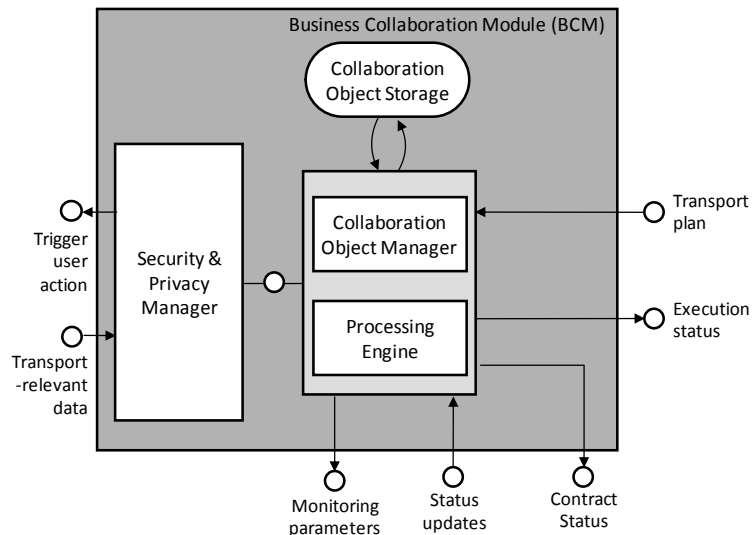 Business Collaboration Module (BCM)
Collaboration
Object Storage
Security &
Privacy
Manager
Collaboration
Object Manager
Processing
Engine
Trigger
user
action
Transport
-relevant
data
Transport
plan
Execution
status
Monitoring
parameters
Status
updates
Contract
Status